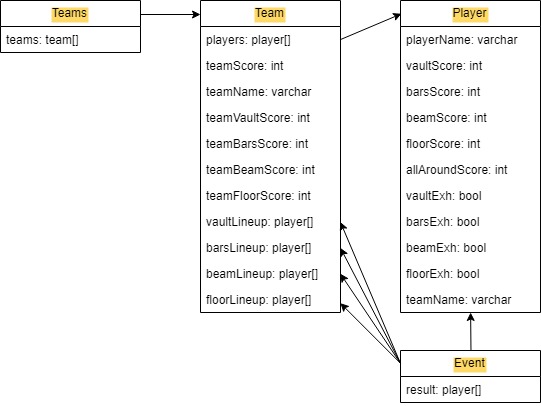 Teams
teams: team[]
Team
players: player[]
teamScore: int
teamName: varchar
teamVaultScore: int
teamBarsScore: int
teamBeamScore: int
teamFloorScore: int
vaultLineup: player[]
barsLineup: player[]
beamLineup: player[]
floorLineup: player[]
Player
playerName: varchar
vaultScore: int
barsScore: int
beamScore: int
floorScore: int
allAroundScore: int
vaultExh: bool
barsExh: bool
beamExh: bool
floorExh: bool
teamName: varchar
Event
result: player[]